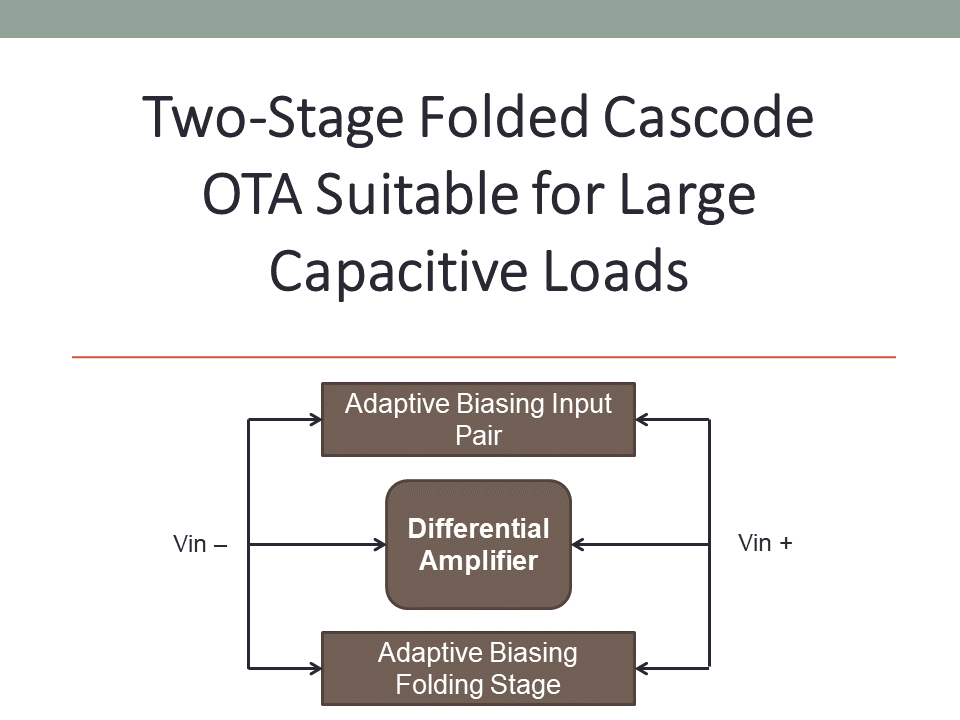 Two-Stage Folded Cascode
OTA Suitable for Large
Capacitive Loads
Adaptive Biasing Input
Pair
Vin –
Differential
Amplifier
Vin +
Adaptive Biasing
Folding Stage